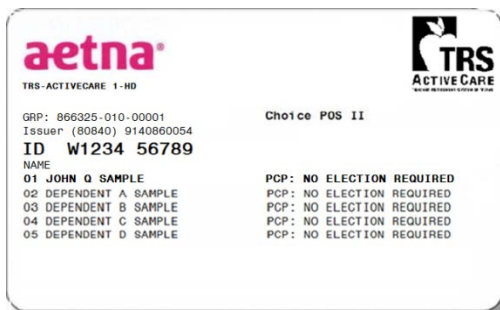 aetna®
TRS
ACTIVECARE
TRS-ACTIVECARE 1-HD
GRP: 866325-010-00001
Choice POS II
Issuer (80840) 9140860054
ID W1234 56789
NAME
01 JOHN Q SAMPLE PCP: NO ELECTION REQUIRED
02 DEPENDENT A SAMPLE PCP: NO ELECTION REQUIRED
03 DEPENDENT B SAMPLE PCP: NO ELECTION REQUIRED
04 DEPENDENT C SAMPLE PCP: NO ELECTION REQUIRED
05 DEPENDENT D SAMPLE PCP: NO ELECTION REQUIRED